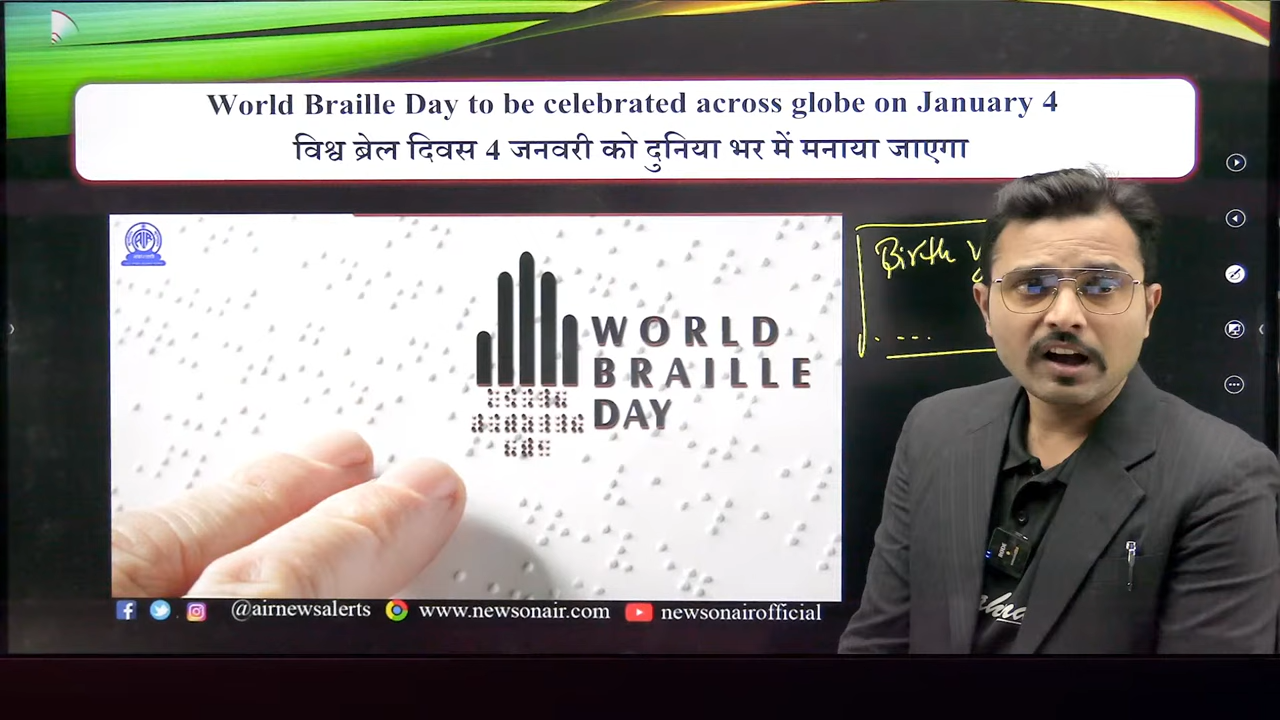 World Braille Day to be celebrated across globe on January 4
विश्व ब्रेल दिवस 4 जनवरी को दुनिया भर में मनाया जाएगा
WORLD
BRAILLE
DAY
Birth
@airnewsalerts www.newsonair.com newsonairofficial